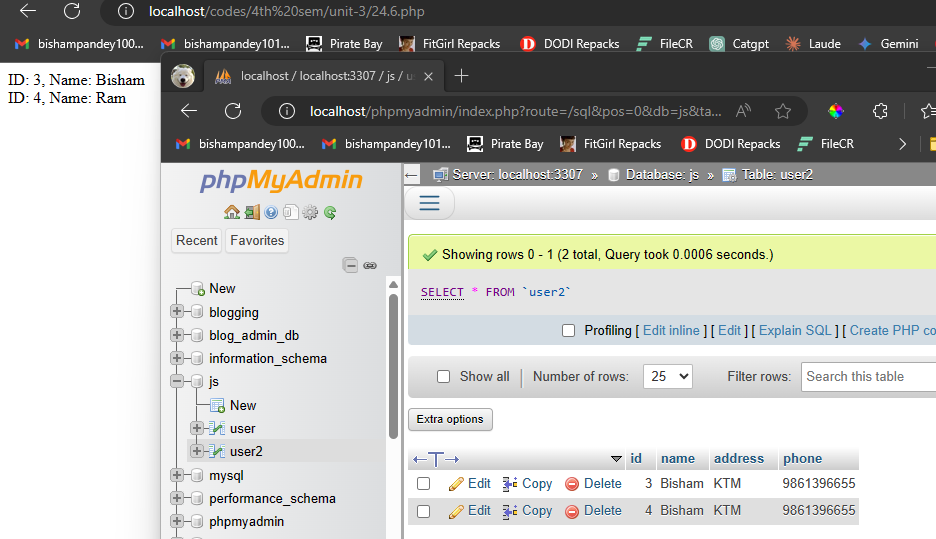 localhost/codes/4th%20sem/unit-3/24.6.php
bishampandey100... bishampandey101... Pirate Bay FitGirl Repacks DODI Repacks FileCR Catgpt Laude Gemini
ID: 3, Name: Bisham
ID: 4, Name: Ram
localhost / localhost:3307 / js / us
localhost/phpmyadmin/index.php?route=/sql&pos=0&db=js&ta...
bishampandey100... bishampandey101... Pirate Bay FitGirl Repacks DODI Repacks FileCR
phpMyAdmin
Recent Favorites
New
blogging
blog_admin_db
information_schema
js
New
user
user2
mysql
performance_schema
phpmyadmin
Server: localhost:3307 » Database: js » Table: user2
Showing rows 0 - 1 (2 total, Query took 0.0006 seconds.)
SELECT * FROM `user2`
Profiling [ Edit inline ] [ Edit ] [ Explain SQL ] [ Create PHP co
Show all Number of rows: 25 Filter rows: Search this table
Extra options
id name address phone
Edit Copy Delete 3 Bisham KTM 9861396655
Edit Copy Delete 4 Bisham KTM 9861396655